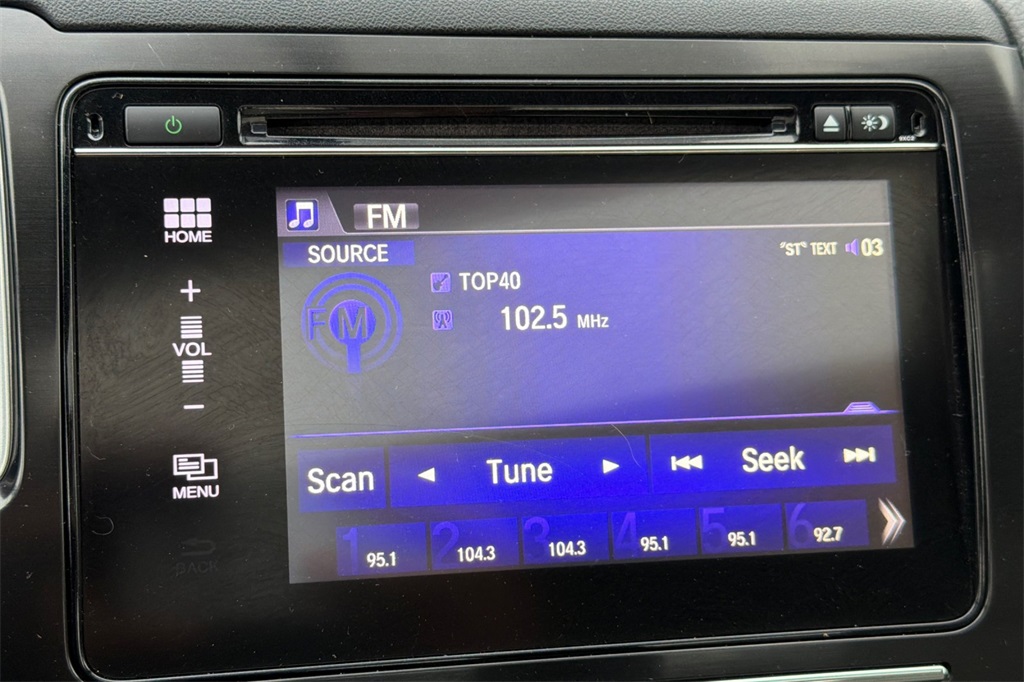 HOME
+
VOL
−
MENU
BACK
FM
SOURCE
"ST" TEXT 03
FM
TOP40
102.5 MHz
Scan
Tune
Seek
1 95.1
2 104.3
3 104.3
4 95.1
5 95.1
6 92.7